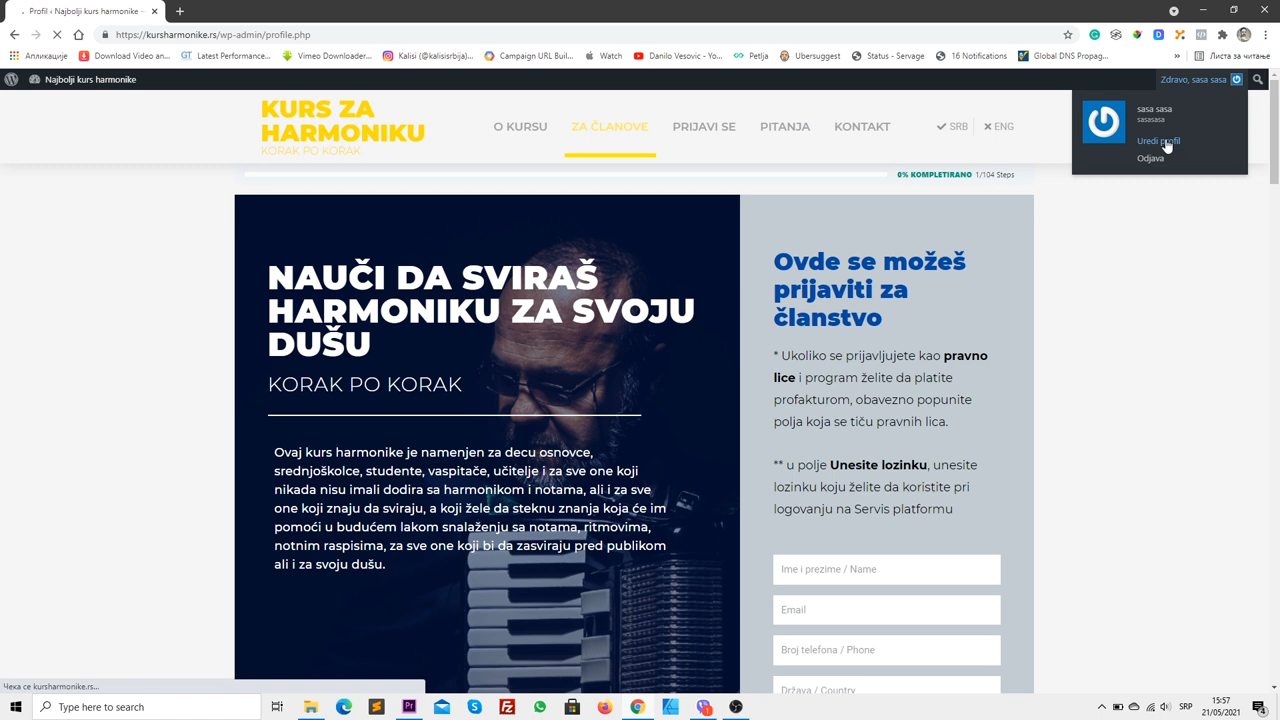 Profil ‹ Najbolji kurs harmonike –
https://kursharmonike.rs/wp-admin/profile.php
Апликације
Download Video an...
GT Latest Performance...
Vimeo Downloader...
Kalisi (@kalisisrbija)...
Campaign URL Buil...
Watch
Danilo Vesovic - Yo...
Petlja
Ubersuggest
Status - Servage
16 Novosti
Global DNS Propag...
»
Листа за читање
Najbolji kurs harmonike
Zdravo, sasa sasa
sasa sasa
sasasasa
Uredi profil
Odjava
KURS ZA
HARMONIKU
KORAK PO KORAK
O KURSU
ZA ČLANOVE
PRIJAVI SE
PITANJA
KONTAKT
SRB
ENG
0% KOMPLETIRANO 1/104 Steps
NAUČI DA SVIRAŠ
HARMONIKU ZA SVOJU
DUŠU
KORAK PO KORAK
Ovaj kurs harmonike je namenjen za decu osnovce,
srednjoškolce, studente, vaspitače, učitelje i za sve one koji
nikada nisu imali dodira sa harmonikom i notama, ali i za sve
one koji znaju da sviraju, a koji žele da steknu znanja koja će im
pomoći u budućem lakom snalaženju sa notama, ritmovima,
notnim raspisima, za sve one koji bi da zasviraju pred publikom
ali i za svoju dušu.
Ovde se možeš
prijaviti za
članstvo
* Ukoliko se prijavljujete kao pravno
lice i program želite da platite
profakturom, obavezno popunite
polja koja se tiču pravnih lica.
** u polje Unesite lozinku, unesite
lozinku koju želite da koristite pri
logovanju na Servis platformu
Ime i prezime / Name
Email
Broj telefona / Phone
Država / Country
kursharmonike.rs...
Type here to search
SRP
15:57
21/05/2021
4